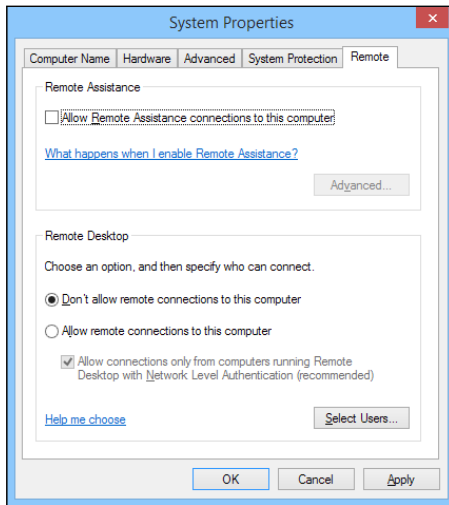 System Properties
Computer Name Hardware Advanced System Protection Remote
Remote Assistance
Allow Remote Assistance connections to this computer
What happens when I enable Remote Assistance?
Advanced...
Remote Desktop
Choose an option, and then specify who can connect.
Don't allow remote connections to this computer
Allow remote connections to this computer
Allow connections only from computers running Remote
Desktop with Network Level Authentication (recommended)
Help me choose
Select Users...
OK Cancel Apply